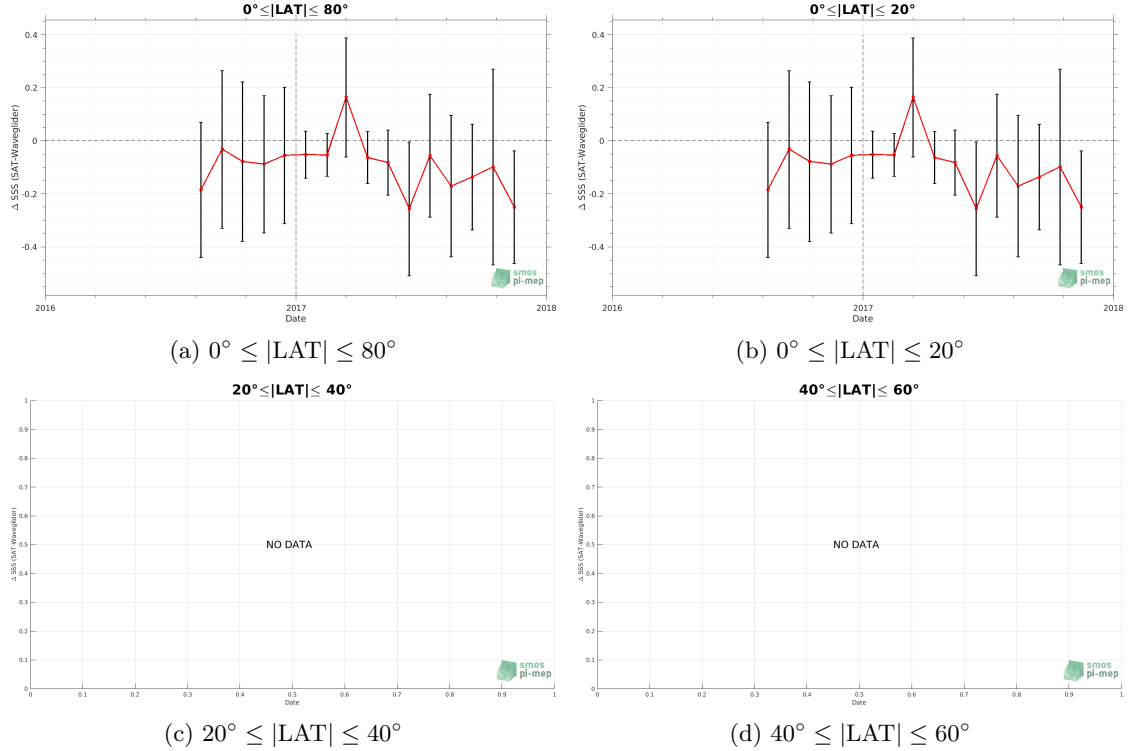 0°≤|LAT|≤ 80°
0.4
0.2
0
-0.2
-0.4
Δ SSS (SAT-Waveglider)
2016
2017
2018
Date
smos
pi-mep
(a) 0° ≤ |LAT| ≤ 80°
0°≤|LAT|≤ 20°
0.4
0.2
0
-0.2
-0.4
Δ SSS (SAT-Waveglider)
2016
2017
2018
Date
smos
pi-mep
(b) 0° ≤ |LAT| ≤ 20°
20°≤|LAT|≤ 40°
1
0.9
0.8
0.7
0.6
0.5
0.4
0.3
0.2
0.1
0
Δ SSS (SAT-Waveglider)
NO DATA
0 0.1 0.2 0.3 0.4 0.5 0.6 0.7 0.8 0.9 1
Date
smos
pi-mep
(c) 20° ≤ |LAT| ≤ 40°
40°≤|LAT|≤ 60°
1
0.9
0.8
0.7
0.6
0.5
0.4
0.3
0.2
0.1
0
Δ SSS (SAT-Waveglider)
NO DATA
0 0.1 0.2 0.3 0.4 0.5 0.6 0.7 0.8 0.9 1
Date
smos
pi-mep
(d) 40° ≤ |LAT| ≤ 60°